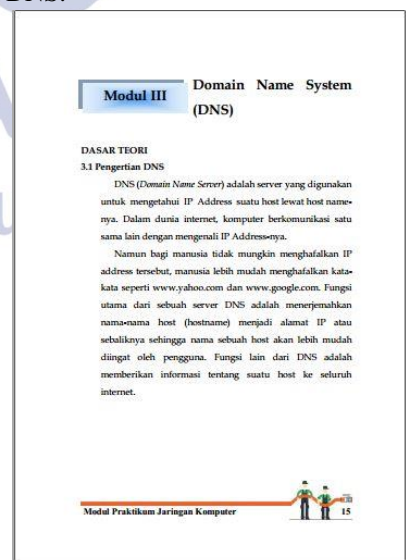 Modul III
Domain Name System
(DNS)
DASAR TEORI
3.1 Pengertian DNS
DNS (Domain Name Server) adalah server yang digunakan
untuk mengetahui IP Address suatu host lewat host name-
nya. Dalam dunia internet, komputer berkomunikasi satu
sama lain dengan mengenali IP Address-nya.
Namun bagi manusia tidak mungkin menghafalkan IP
address tersebut, manusia lebih mudah menghafalkan kata-
kata seperti www.yahoo.com dan www.google.com. Fungsi
utama dari sebuah server DNS adalah menerjemahkan
nama-nama host (hostname) menjadi alamat IP atau
sebaliknya sehingga nama sebuah host akan lebih mudah
diingat oleh pengguna. Fungsi lain dari DNS adalah
memberikan informasi tentang suatu host ke seluruh
internet.
Modul Praktikum Jaringan Komputer
15